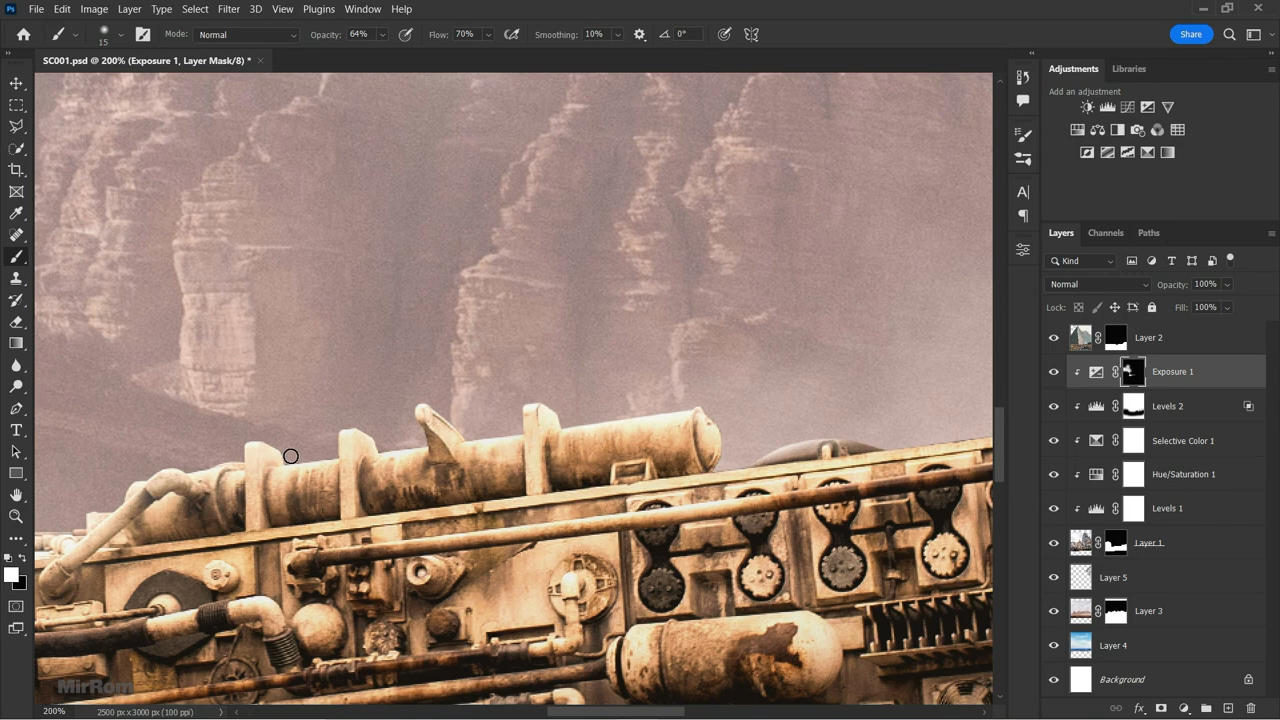 Ps File Edit Image Layer Type Select Filter 3D View Plugins Window Help
15 Mode: Normal Opacity: 64% Flow: 70% Smoothing: 10% 0° Share
SC001.psd @ 200% (Exposure 1, Layer Mask/8) *
Adjustments Libraries
Add an adjustment
Layers Channels Paths
Kind
Normal Opacity: 100%
Lock: Fill: 100%
Layer 2
Exposure 1
Levels 2
Selective Color 1
Hue/Saturation 1
Levels 1
Layer 1
Layer 5
Layer 3
Layer 4
Background
MirRom
200% 2500 px x 3000 px (100 ppi)